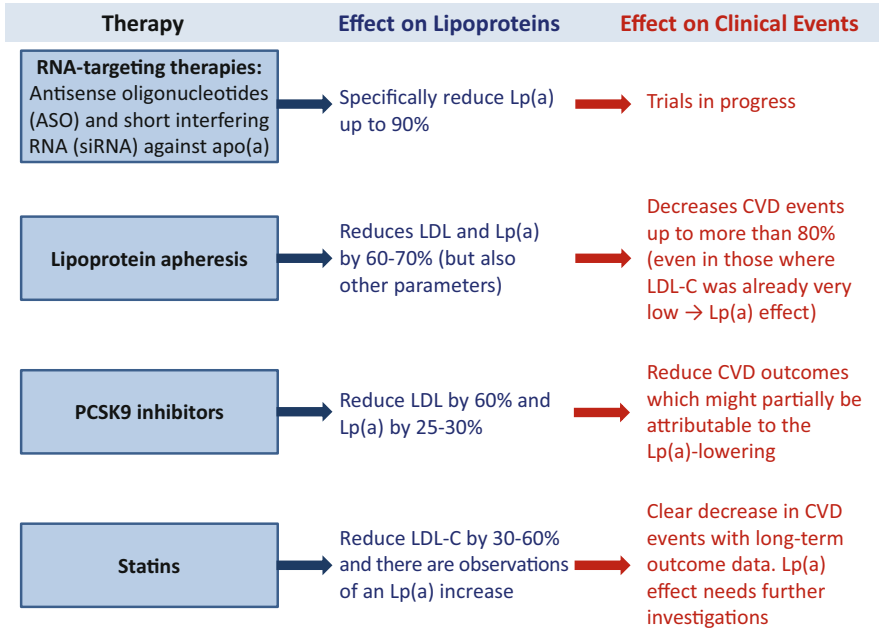 Therapy
Effect on Lipoproteins
Effect on Clinical Events
RNA-targeting therapies:
Antisense oligonucleotides
(ASO) and short interfering
RNA (siRNA) against apo(a)
Specifically reduce Lp(a)
up to 90%
Trials in progress
Lipoprotein apheresis
Reduces LDL and Lp(a)
by 60-70% (but also
other parameters)
Decreases CVD events
up to more than 80%
(even in those where
LDL-C was already very
low → Lp(a) effect)
PCSK9 inhibitors
Reduce LDL by 60% and
Lp(a) by 25-30%
Reduce CVD outcomes
which might partially be
attributable to the
Lp(a)-lowering
Statins
Reduce LDL-C by 30-60%
and there are observations
of an Lp(a) increase
Clear decrease in CVD
events with long-term
outcome data. Lp(a)
effect needs further
investigations